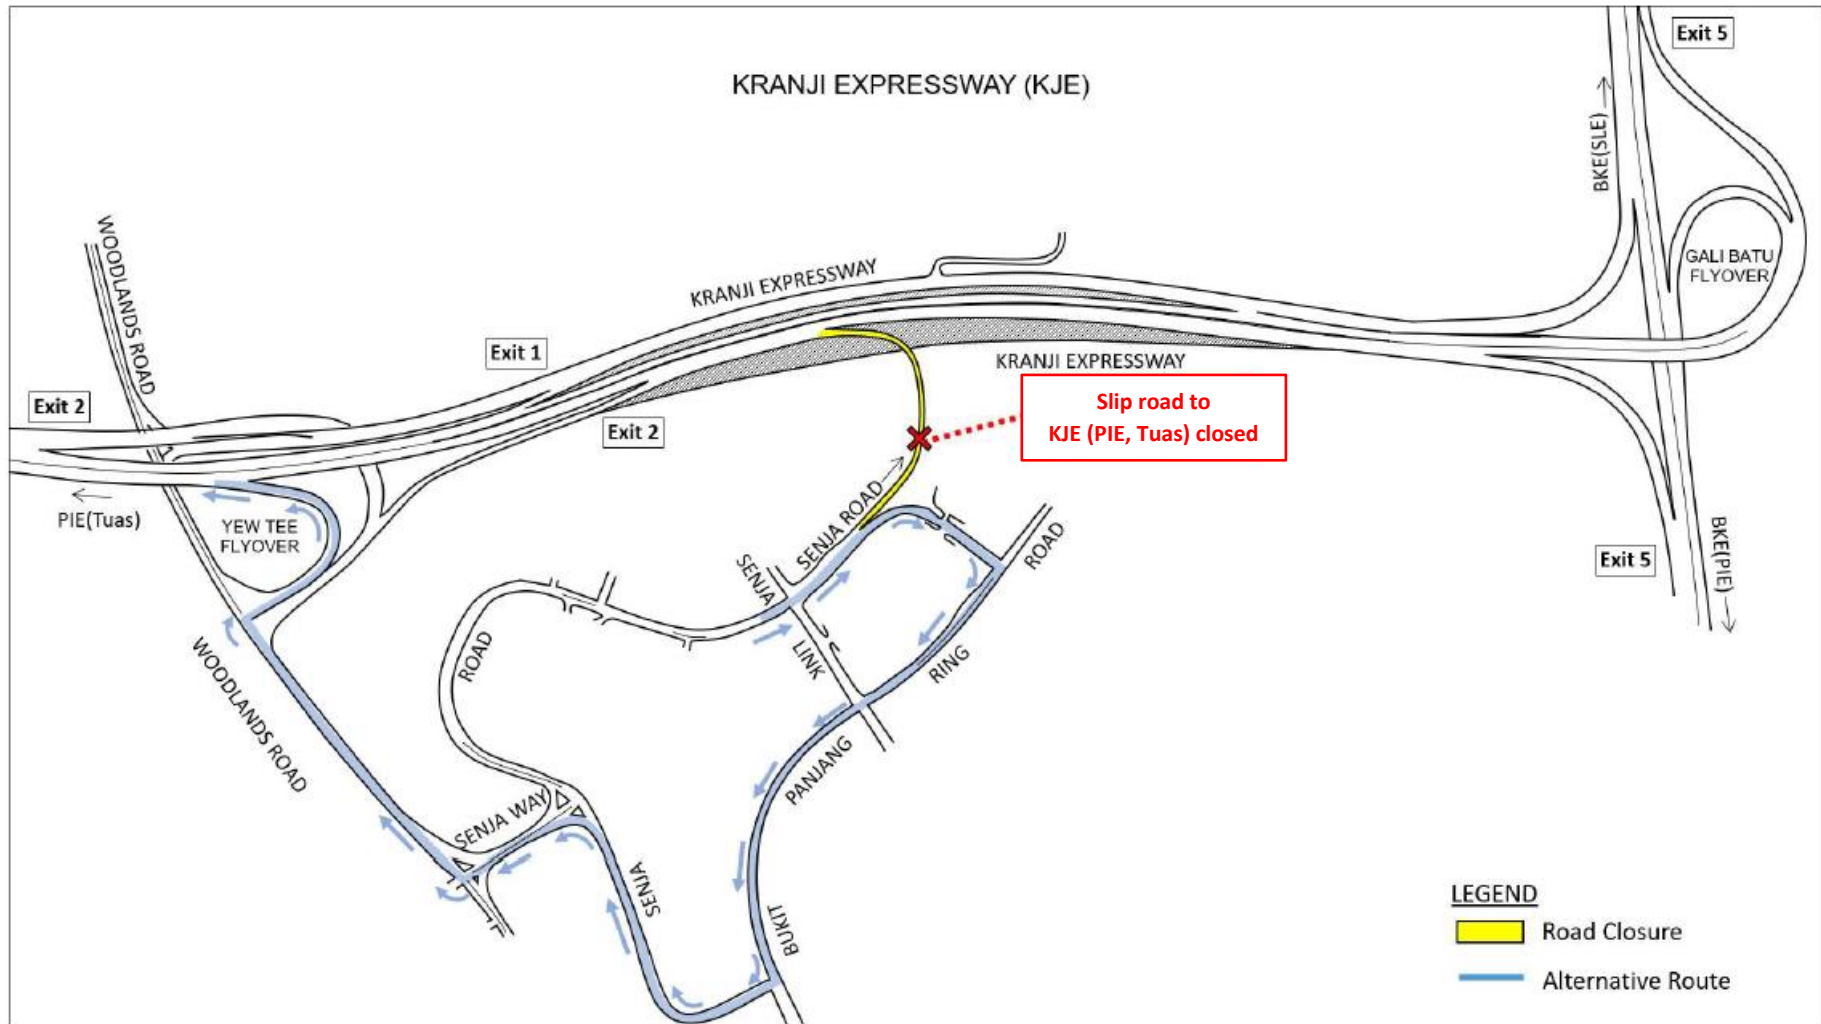 KRANJI EXPRESSWAY (KJE)
Exit 5
BKE(SLE)
WOODLANDS ROAD
KRANJI EXPRESSWAY
GALI BATU
FLYOVER
Exit 1
KRANJI EXPRESSWAY
Exit 2
Slip road to
KJE (PIE, Tuas) closed
Exit 2
PIE(Tuas)
YEW TEE
FLYOVER
SENJA ROAD
ROAD
BKE(PIE)
Exit 5
SENJA
LINK
ROAD
RING
WOODLANDS ROAD
PANJANG
SENJA WAY
SENJA
BUKIT
LEGEND
Road Closure
Alternative Route